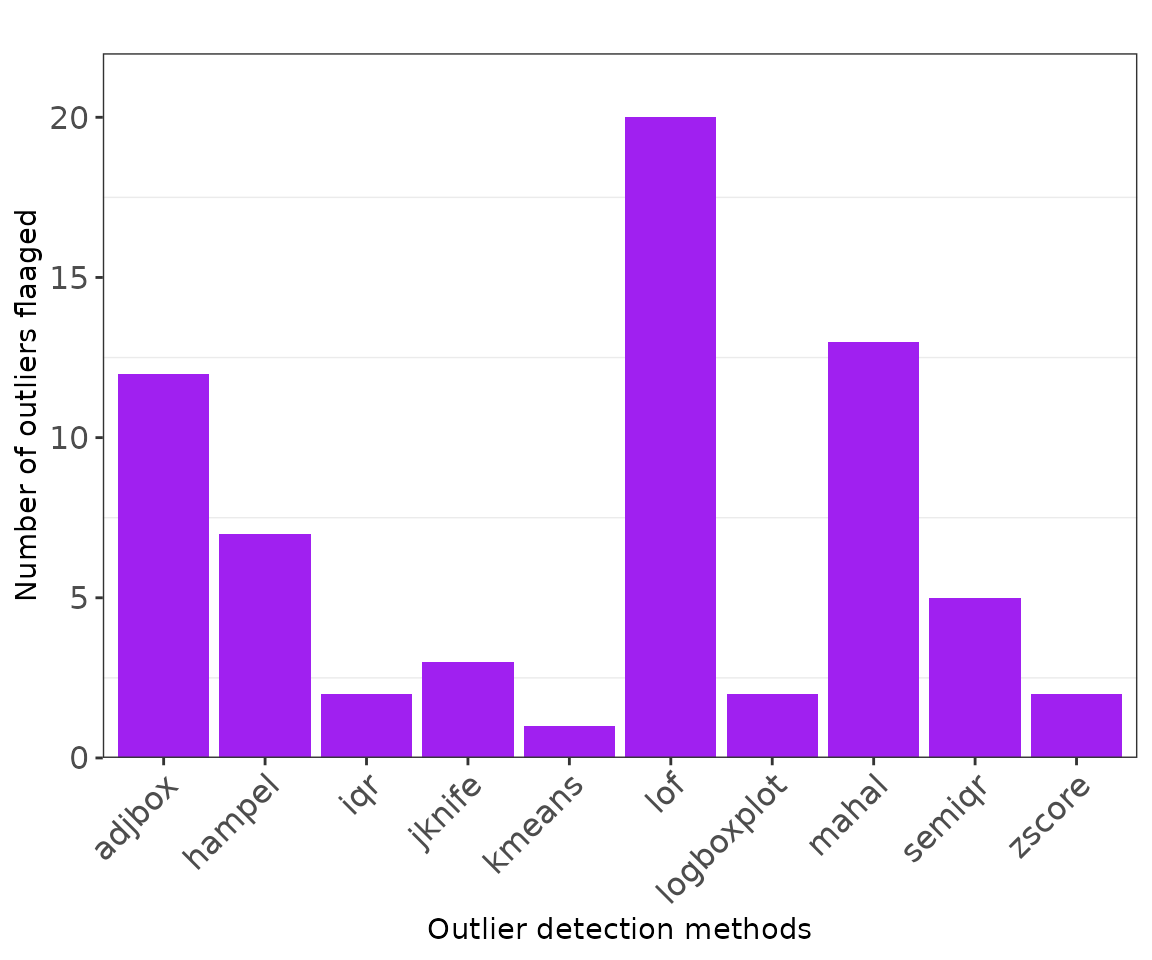 Number of outliers flaaged
20
15
10
5
0
adjbox
hampel
iqr
jknife
kmeans
lof
logboxplot
mahal
semiqr
zscore
Outlier detection methods